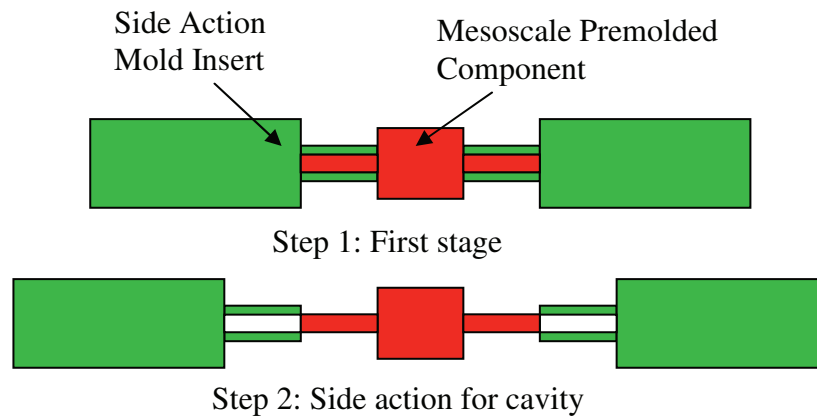 Side Action
Mold Insert
Mesoscale Premolded
Component
Step 1: First stage
Step 2: Side action for cavity